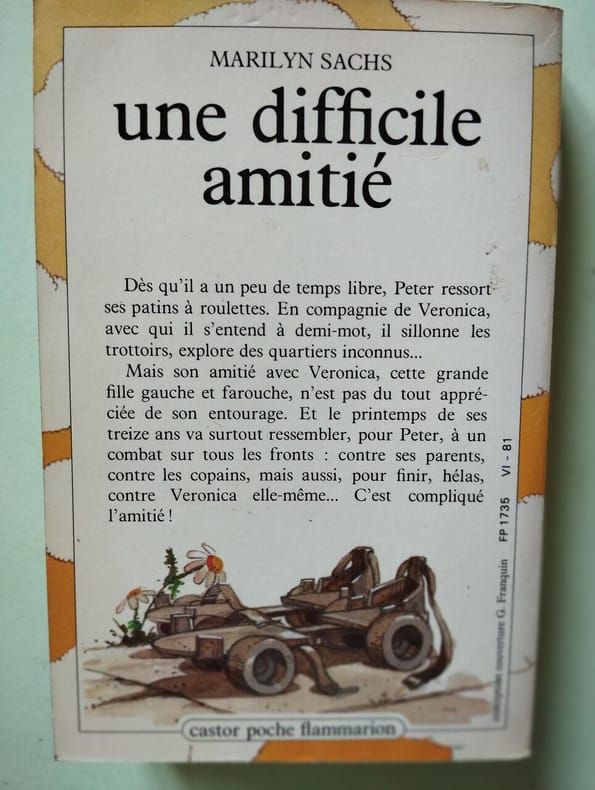 MARILYN SACHS
une difficile
amitié
Dès qu'il a un peu de temps libre, Peter ressort
ses patins à roulettes. En compagnie de Veronica,
avec qui il s'entend à demi-mot, il sillonne les
trottoirs, explore des quartiers inconnus...
Mais son amitié avec Veronica, cette grande
fille gauche et farouche, n'est pas du tout appré-
ciée de son entourage. Et le printemps de ses
treize ans va surtout ressembler, pour Peter, à un
combat sur tous les fronts : contre ses parents,
contre les copains, mais aussi, pour finir, hélas,
contre Veronica elle-même... C'est compliqué
l'amitié !
couverture G. Franquin FP 1735 VI - 81
castor poche flammarion